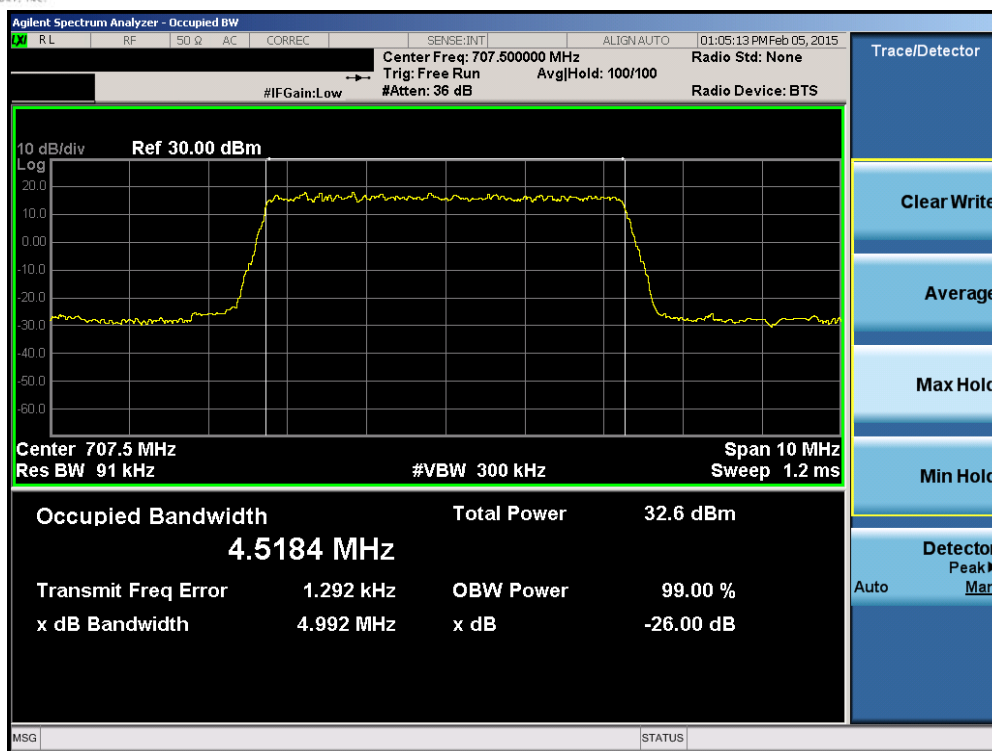 Agilent Spectrum Analyzer - Occupied BW
LXI RL RF 50 Ω AC CORREC SENSE:INT ALIGN AUTO 01:05:13 PM Feb 05, 2015
Center Freq: 707.500000 MHz Radio Std: None
Trig: Free Run Avg|Hold: 100/100
#IFGain:Low #Atten: 36 dB Radio Device: BTS
10 dB/div Ref 30.00 dBm
Log
20.0
10.0
0.00
-10.0
-20.0
-30.0
-40.0
-50.0
-60.0
Center 707.5 MHz Span 10 MHz
Res BW 91 kHz #VBW 300 kHz Sweep 1.2 ms
Occupied Bandwidth Total Power 32.6 dBm
4.5184 MHz
Transmit Freq Error 1.292 kHz OBW Power 99.00 %
x dB Bandwidth 4.992 MHz x dB -26.00 dB
MSG STATUS
Trace/Detector
Clear Write
Average
Max Hold
Min Hold
Detector
Peak
Auto Man